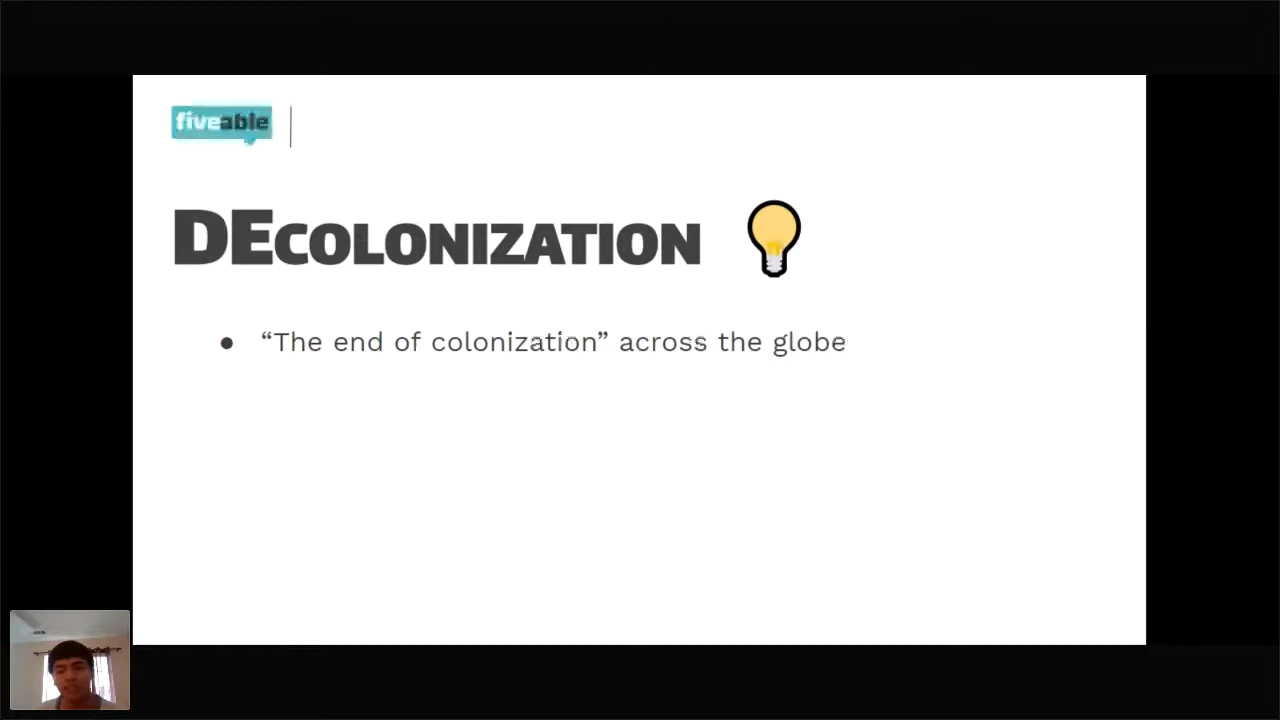 fiveable
DECOLONIZATION
● “The end of colonization” across the globe